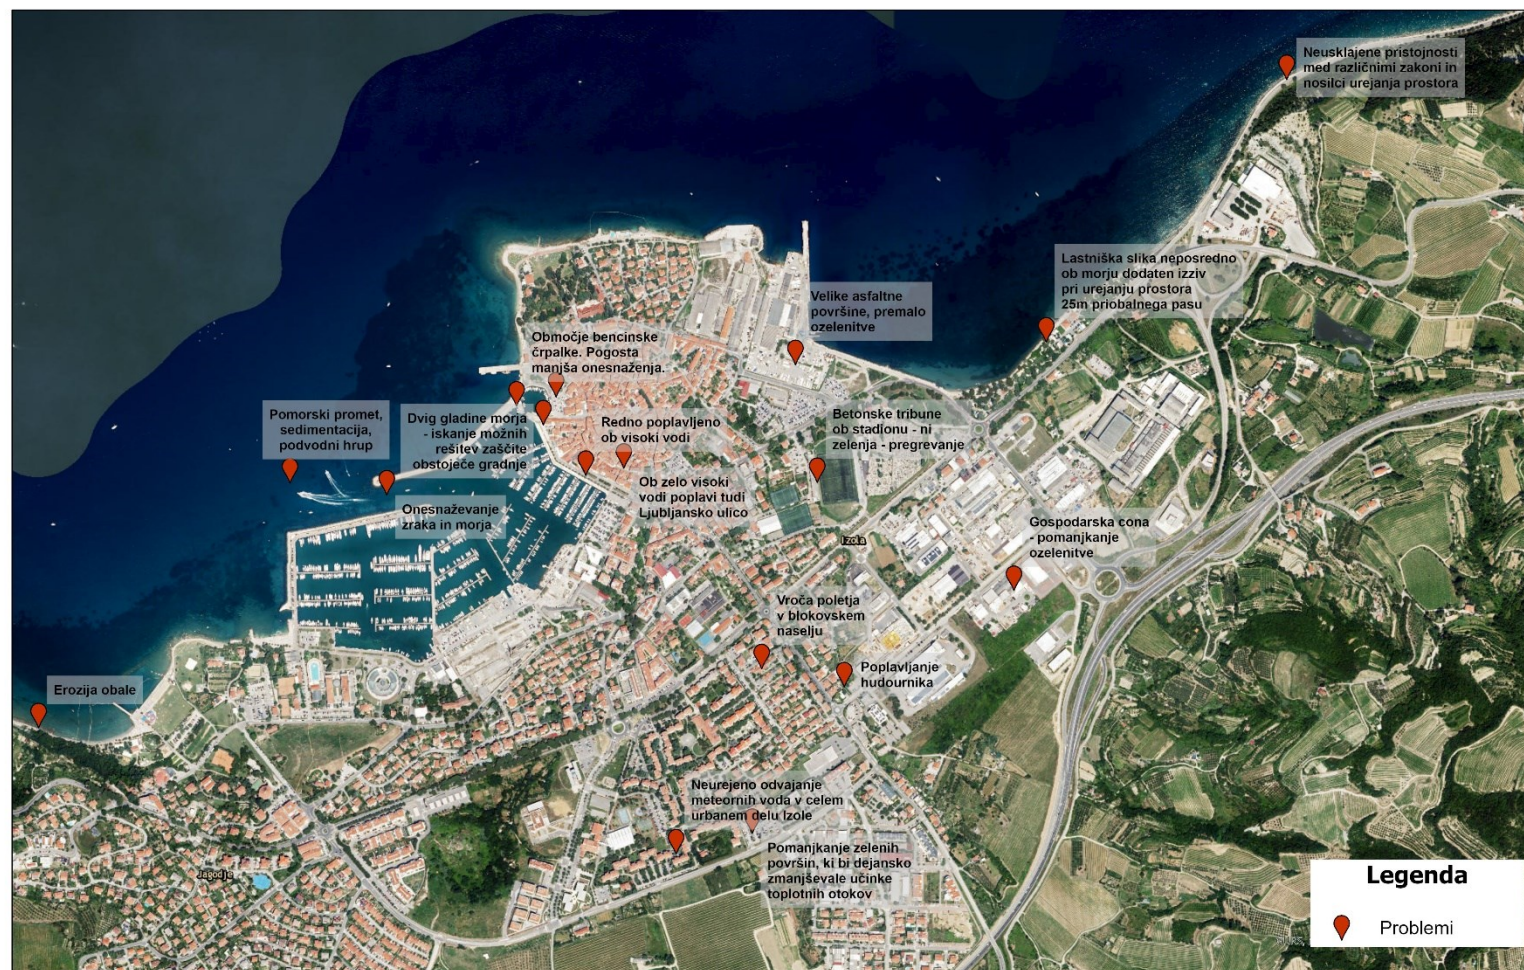 Neusklajene pristojnosti
med različnimi zakoni in
nosilci urejanja prostora
Lastniška slika neposredno
ob morju dodaten izziv
pri urejanju prostora
25m priobalnega pasu
Velike asfaltne
površine, premalo
ozelenitve
Območje bencinske
črpalke. Pogosta
manjša onesnaženja.
Pomorski promet,
sedimentacija,
podvodni hrup
Dvig gladine morja
- iskanje možnih
rešitev zaščite
obstoječe gradnje
Redno poplavljeno
ob visoki vodi
Betonske tribune
ob stadionu - ni
zelenja - pregrevanje
Ob zelo visoki
vodi poplavi tudi
Ljubljansko ulico
Onesnaževanje
zraka in morja
Gospodarska cona
- pomanjkanje
ozelenitve
Izola
Vroča poletja
v blokovskem
naselju
Poplavljanje
hudournika
Erozija obale
Neurejeno odvajanje
meteornih voda v celem
urbanem delu Izole
Pomanjkanje zelenih
površin, ki bi dejansko
zmanjševale učinke
toplotnih otokov
Jagodje
Legenda
Problemi